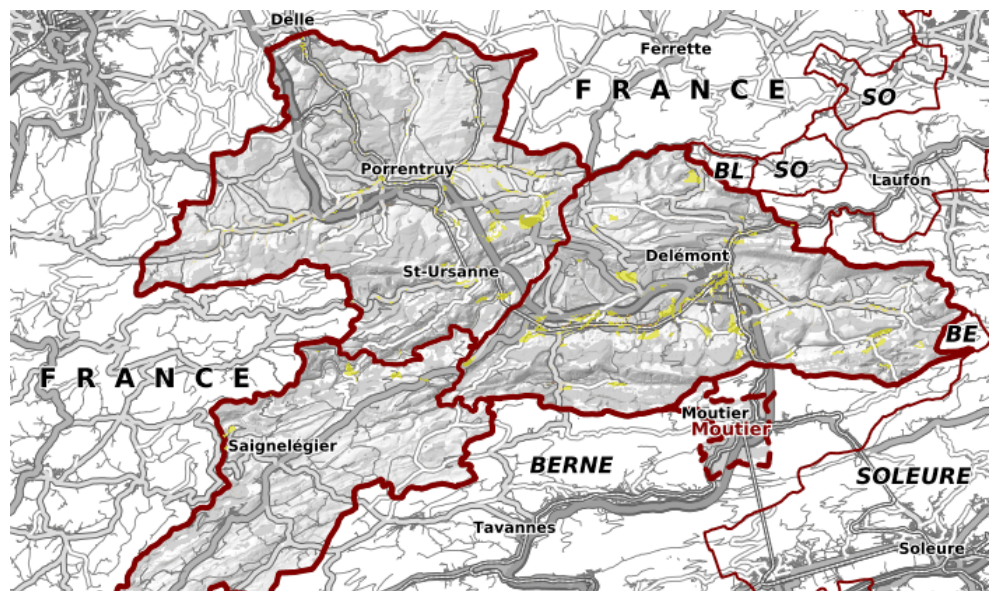 Delle
Ferrette
F R A N C E
SO
Porrentruy
BL
SO
Laufon
St-Ursanne
Delémont
BE
F R A N C E
Moutier
Moutier
Saignelégier
BERNE
SOLEURE
Tavannes
Soleure